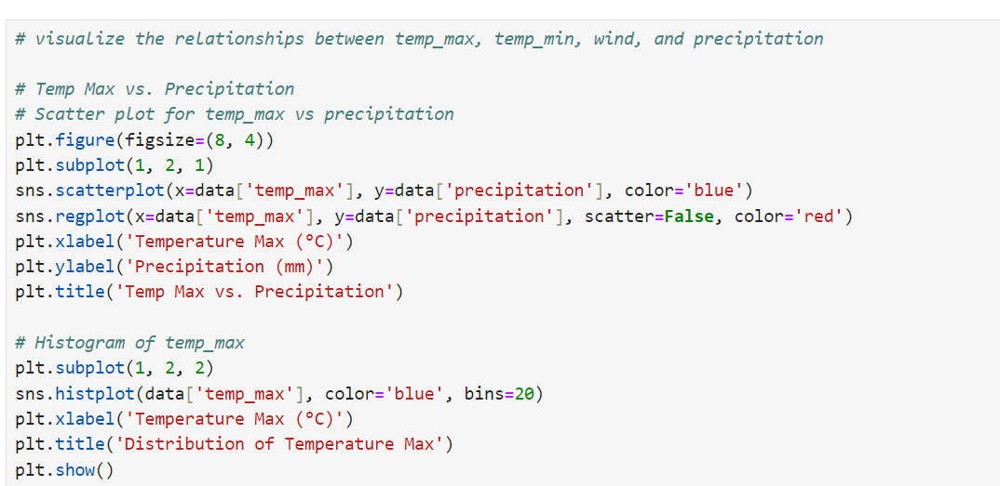 # visualize the relationships between temp_max, temp_min, wind, and precipitation
# Temp Max vs. Precipitation
# Scatter plot for temp_max vs precipitation
plt.figure(figsize=(8, 4))
plt.subplot(1, 2, 1)
sns.scatterplot(x=data['temp_max'], y=data['precipitation'], color='blue')
sns.regplot(x=data['temp_max'], y=data['precipitation'], scatter=False, color='red')
plt.xlabel('Temperature Max (°C)')
plt.ylabel('Precipitation (mm)')
plt.title('Temp Max vs. Precipitation')
# Histogram of temp_max
plt.subplot(1, 2, 2)
sns.histplot(data['temp_max'], color='blue', bins=20)
plt.xlabel('Temperature Max (°C)')
plt.title('Distribution of Temperature Max')
plt.show()